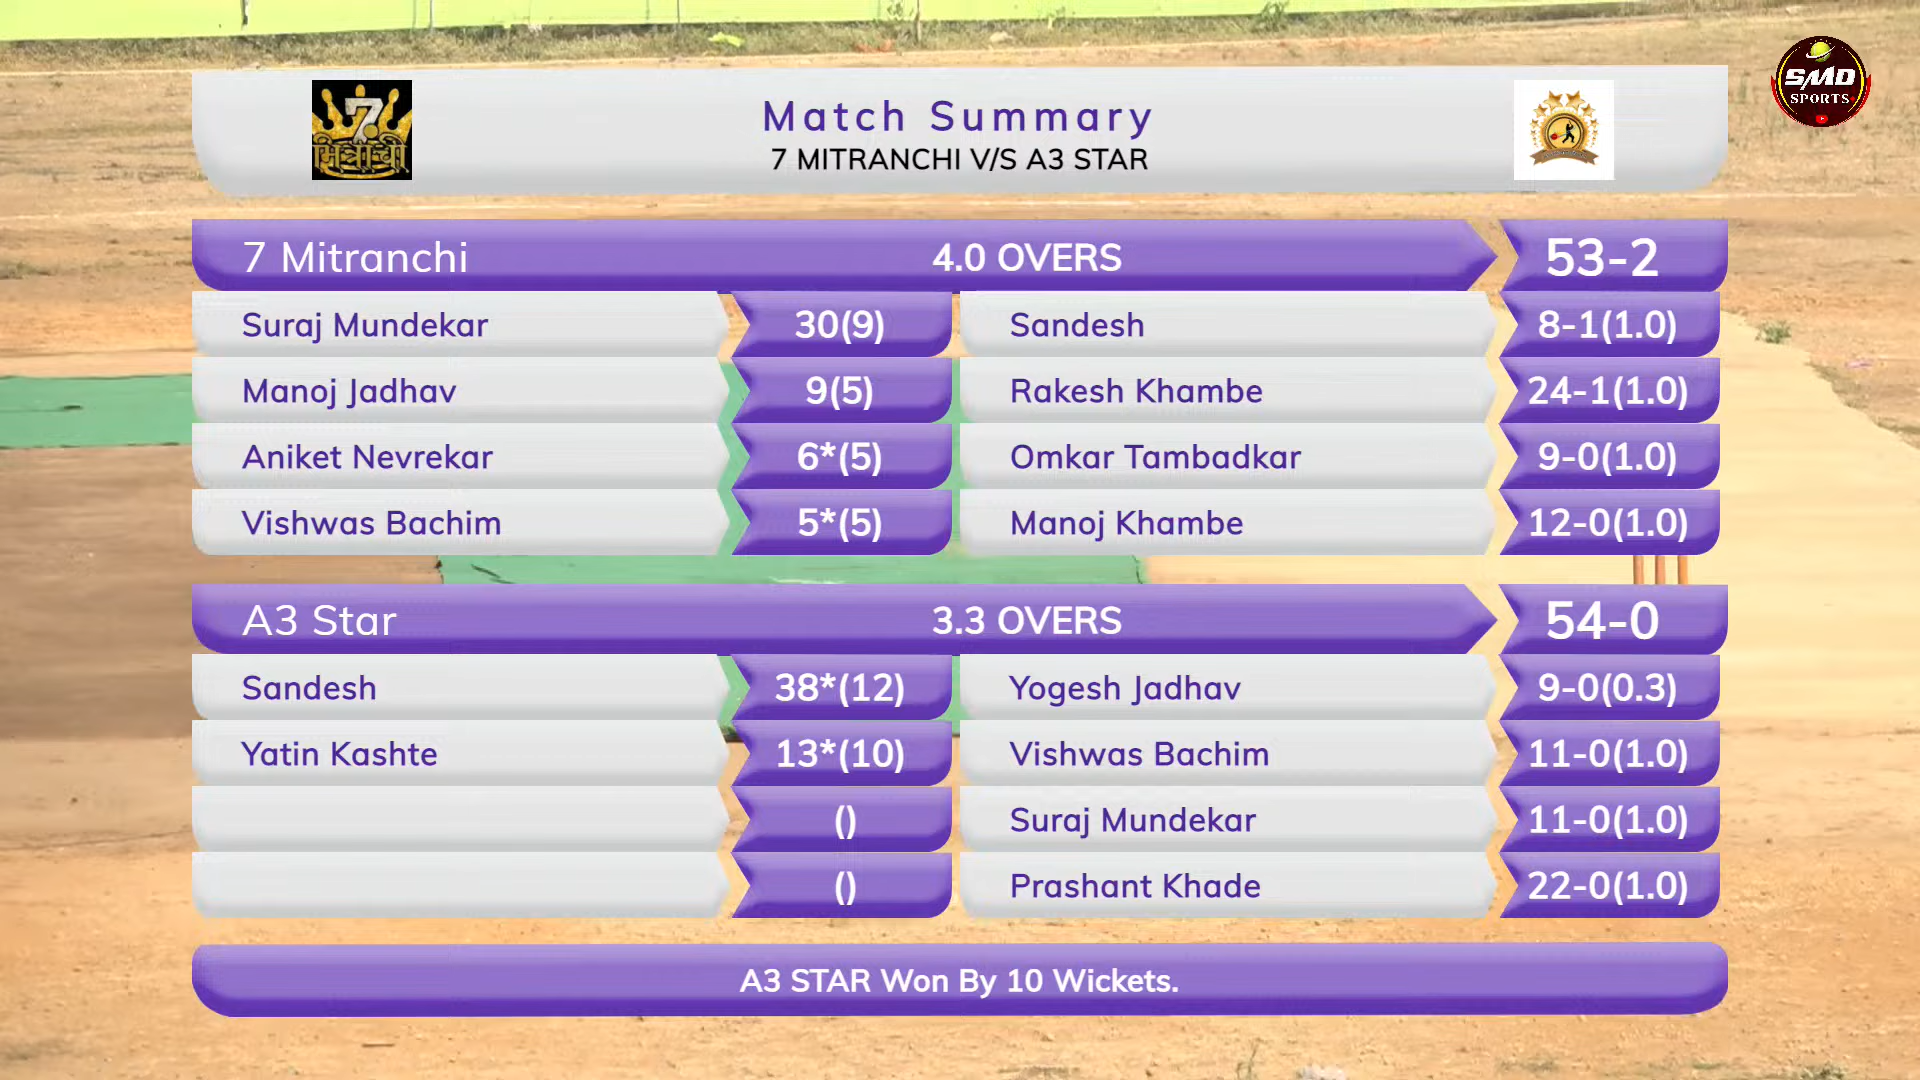 7
मित्रांची
Match Summary
7 MITRANCHI V/S A3 STAR
SMD
SPORTS
7 Mitranchi 4.0 OVERS 53-2
Suraj Mundekar 30(9) Sandesh 8-1(1.0)
Manoj Jadhav 9(5) Rakesh Khambe 24-1(1.0)
Aniket Nevrekar 6*(5) Omkar Tambadkar 9-0(1.0)
Vishwas Bachim 5*(5) Manoj Khambe 12-0(1.0)
A3 Star 3.3 OVERS 54-0
Sandesh 38*(12) Yogesh Jadhav 9-0(0.3)
Yatin Kashte 13*(10) Vishwas Bachim 11-0(1.0)
() Suraj Mundekar 11-0(1.0)
() Prashant Khade 22-0(1.0)
A3 STAR Won By 10 Wickets.